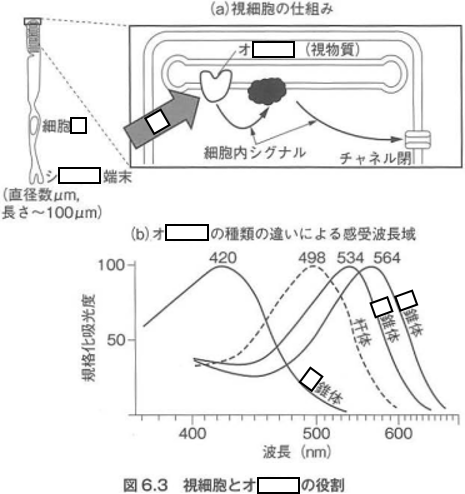 (a)視細胞の仕組み
オ（視物質）
細胞
細胞内シグナル
チャネル閉
シ端末
(直径数μm,
長さ～100μm)
(b)オの種類の違いによる感受波長域
420 498 534 564
100
50
規格化吸光度
錐体
杆体
錐体
錐体
400 500 600
波長（nm）
図 6.3 視細胞とオの役割